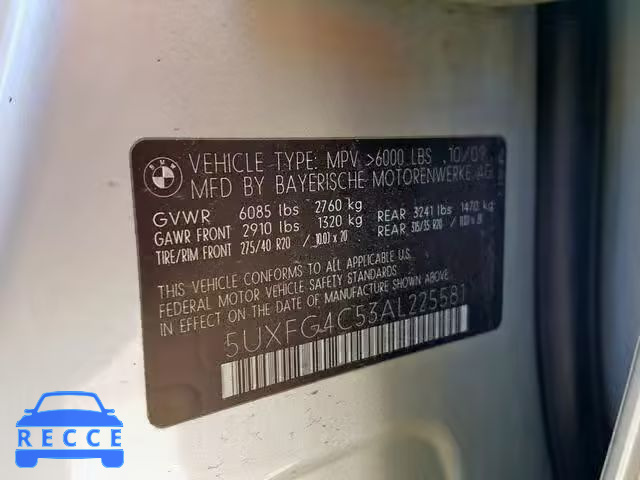 BMW
VEHICLE TYPE: MPV >6000 LBS 10/09
MFD BY BAYERISCHE MOTORENWERKE AG
GVWR 6085 lbs 2760 kg
GAWR FRONT 2910 lbs 1320 kg REAR 3241 lbs 1470 kg
TIRE/RIM FRONT 275/40 R20 / 10.0J x 20 REAR 315/35 R20 /
THIS VEHICLE CONFORMS TO ALL APPLICABLE U.S.
FEDERAL MOTOR VEHICLE SAFETY STANDARDS
IN EFFECT ON THE DATE OF MANUFACTURE SHOWN ABOVE.
5UXFG4C53AL225581
RECCE